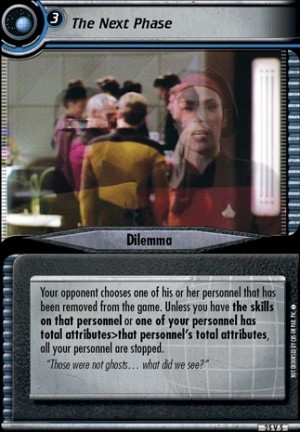 3 The Next Phase
Dilemma
Your opponent chooses one of his or her personnel that has
been removed from the game. Unless you have the skills
on that personnel or one of your personnel has
total attributes>that personnel's total attributes,
all your personnel are stopped.
"Those were not ghosts... what did we see?"
35 V 5